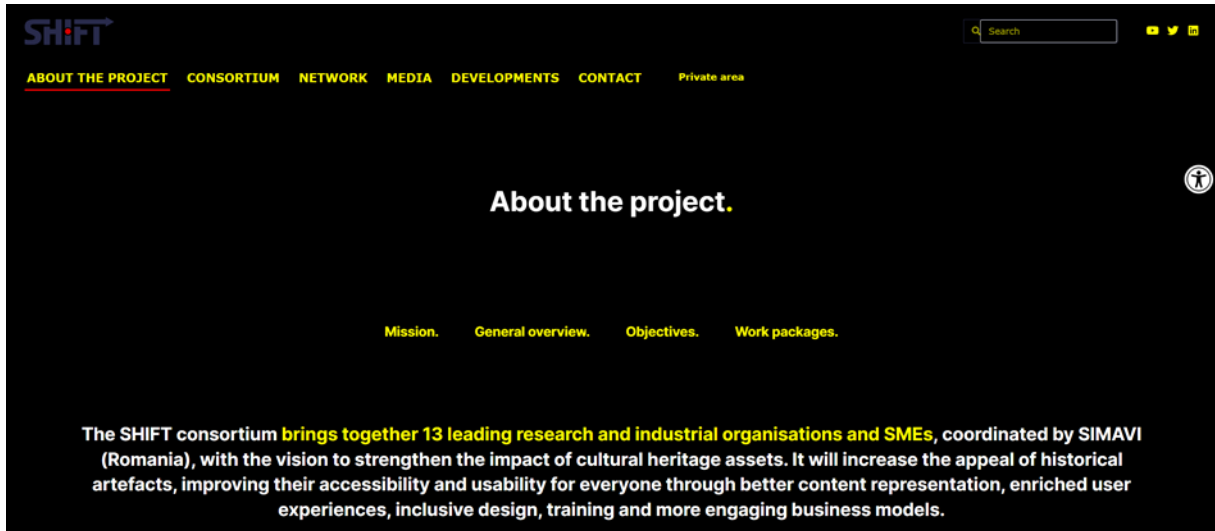 SHiFT
Search
ABOUT THE PROJECT CONSORTIUM NETWORK MEDIA DEVELOPMENTS CONTACT Private area
About the project.
Mission. General overview. Objectives. Work packages.
The SHIFT consortium brings together 13 leading research and industrial organisations and SMEs, coordinated by SIMAVI
(Romania), with the vision to strengthen the impact of cultural heritage assets. It will increase the appeal of historical
artefacts, improving their accessibility and usability for everyone through better content representation, enriched user
experiences, inclusive design, training and more engaging business models.